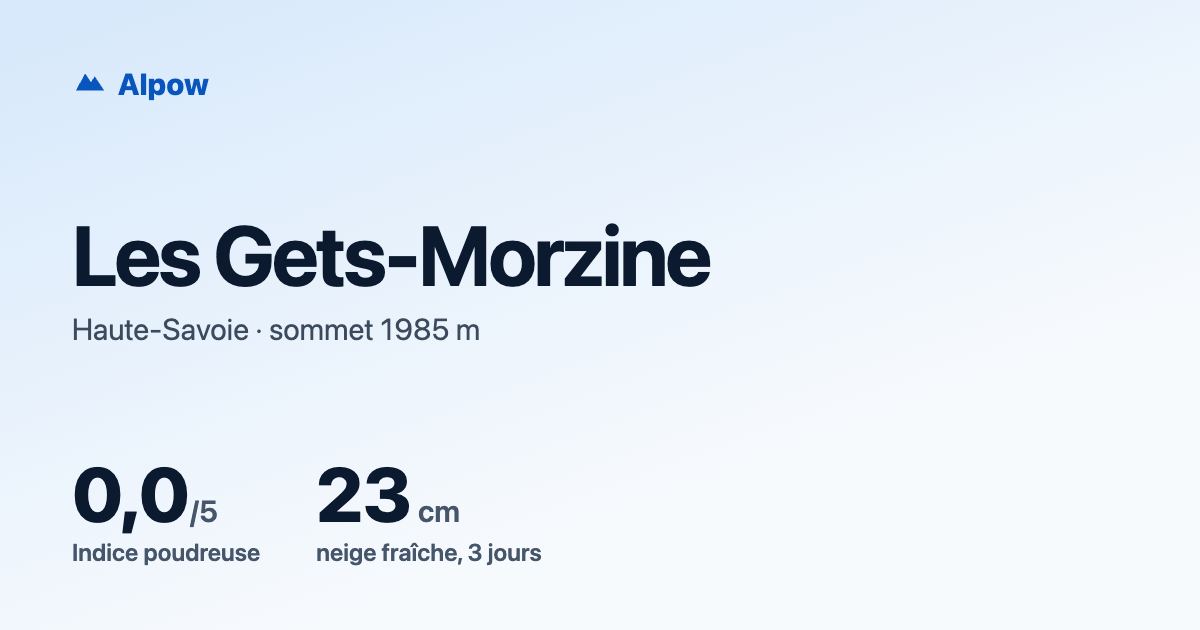 Alpow
Les Gets-Morzine
Haute-Savoie · sommet 1985 m
0,0/5 23 cm
Indice poudreuse neige fraîche, 3 jours